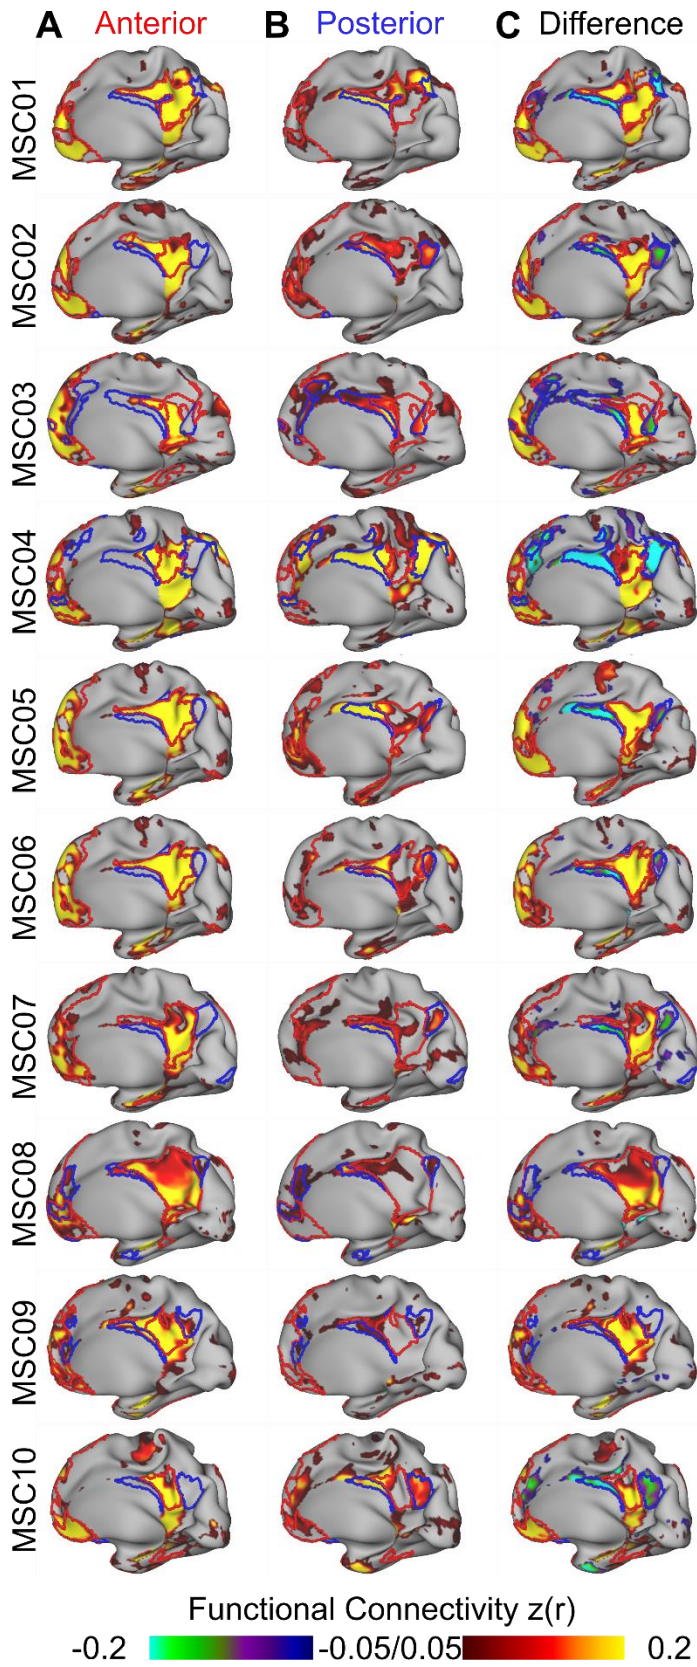 A Anterior B Posterior C Difference
MSC01
MSC02
MSC03
MSC04
MSC05
MSC06
MSC07
MSC08
MSC09
MSC10
Functional Connectivity z(r)
-0.2 -0.05/0.05 0.2